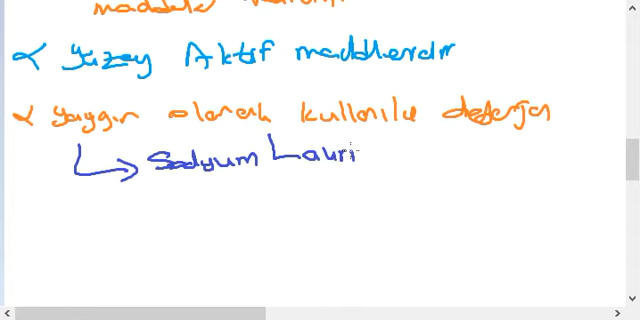 ∝ Yüzey Aktif maddelerdir
∝ yaygın olarak kullanılan deterjan
↳ Sodyum Lauri